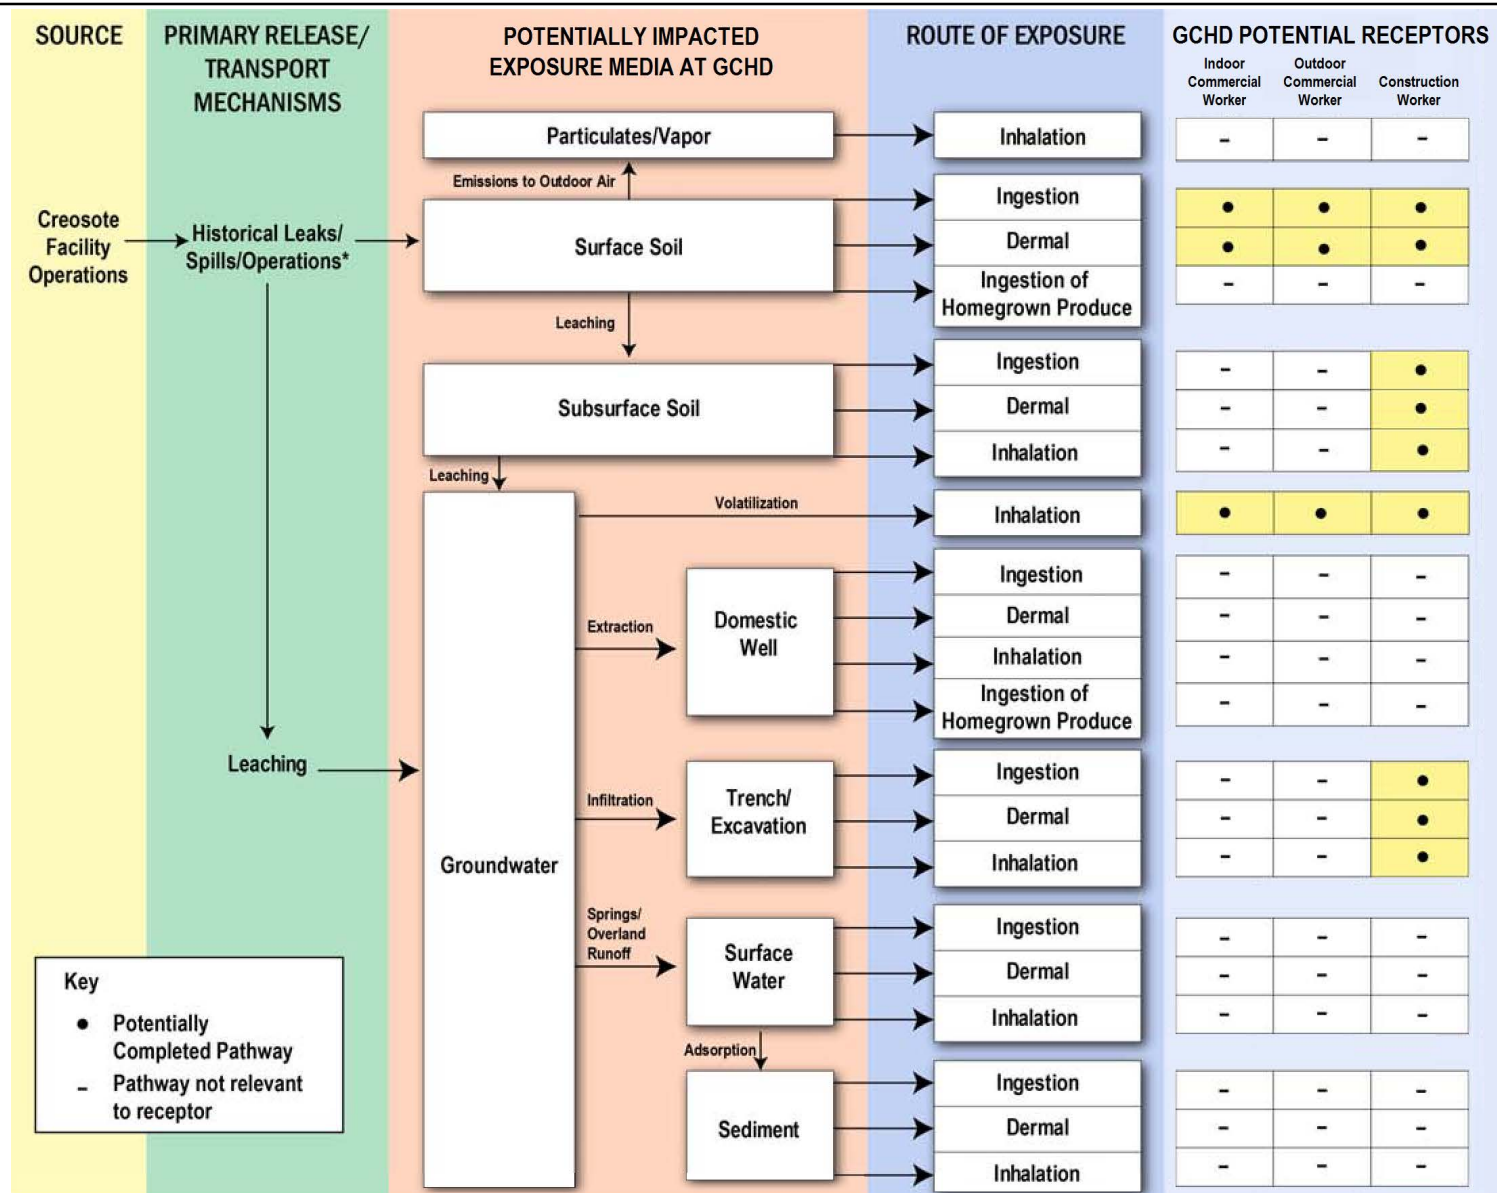 SOURCE
PRIMARY RELEASE/
TRANSPORT
MECHANISMS
POTENTIALLY IMPACTED
EXPOSURE MEDIA AT GCHD
ROUTE OF EXPOSURE
GCHD POTENTIAL RECEPTORS
Indoor
Commercial
Worker
Outdoor
Commercial
Worker
Construction
Worker
Particulates/Vapor
Inhalation
– – –
Emissions to Outdoor Air
Creosote
Facility
Operations
Historical Leaks/
Spills/Operations*
Surface Soil
Ingestion
● ● ●
Dermal
● ● ●
Ingestion of
Homegrown Produce
– – –
Leaching
Subsurface Soil
Ingestion
– – ●
Dermal
– – ●
Inhalation
– – ●
Leaching
Volatilization
Inhalation
● ● ●
Extraction
Domestic
Well
Ingestion
– – –
Dermal
– – –
Inhalation
– – –
Ingestion of
Homegrown Produce
– – –
Leaching
Groundwater
Infiltration
Trench/
Excavation
Ingestion
– – ●
Dermal
– – ●
Inhalation
– – ●
Springs/
Overland
Runoff
Surface
Water
Ingestion
– – –
Dermal
– – –
Inhalation
– – –
Adsorption
Sediment
Ingestion
– – –
Dermal
– – –
Inhalation
– – –
Key
● Potentially
Completed Pathway
– Pathway not relevant
to receptor